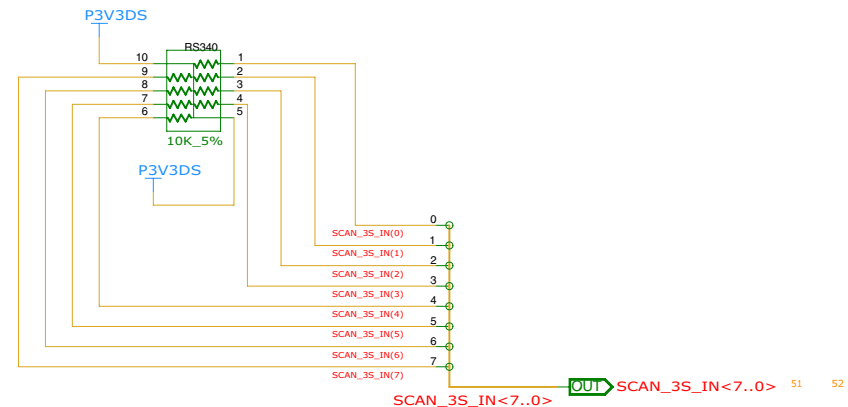 P3V3DS
RS340
10 1
9 2
8 3
7 4
6 5
10K_5%
P3V3DS
0
SCAN_3S_IN(0)
1
SCAN_3S_IN(1)
2
SCAN_3S_IN(2)
3
SCAN_3S_IN(3)
4
SCAN_3S_IN(4)
5
SCAN_3S_IN(5)
6
SCAN_3S_IN(6)
7
SCAN_3S_IN(7)
OUT SCAN_3S_IN<7..0> 51 52
SCAN_3S_IN<7..0>